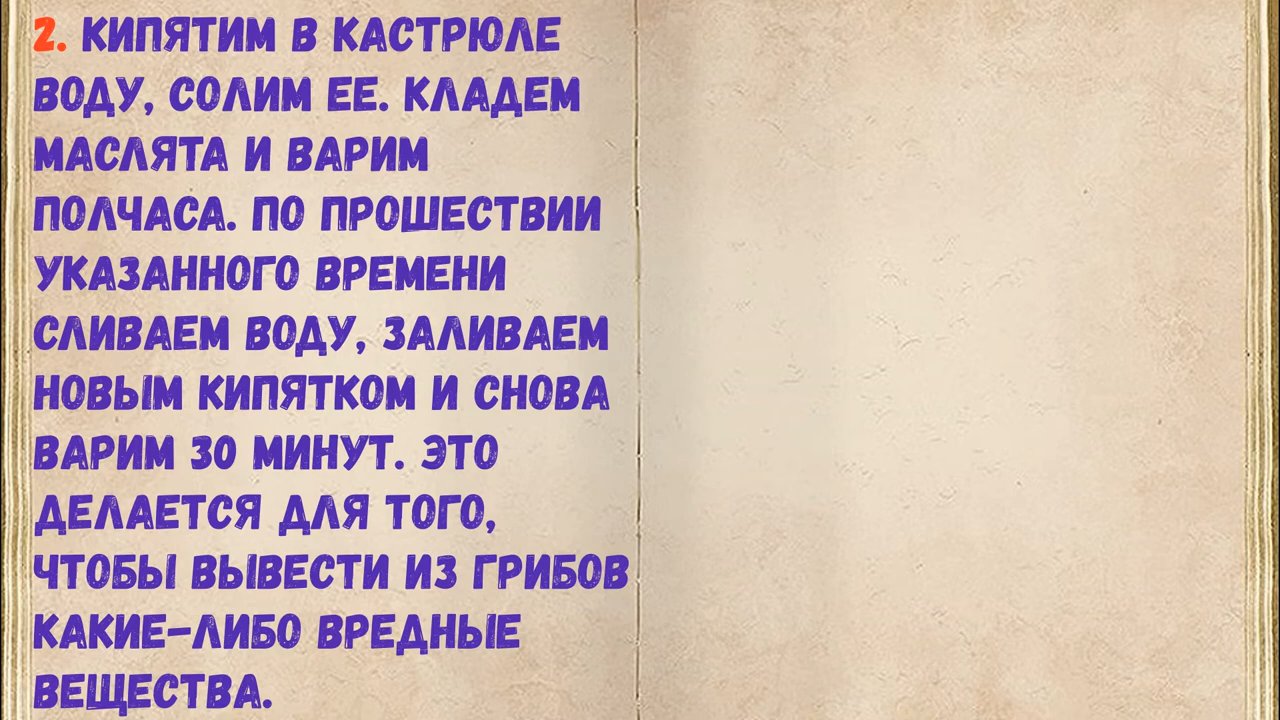 2. КИПЯТИМ В КАСТРЮЛЕ
ВОДУ, СОЛИМ ЕЕ. КЛАДЕМ
МАСЛЯТА И ВАРИМ
ПОЛЧАСА. ПО ПРОШЕСТВИИ
УКАЗАННОГО ВРЕМЕНИ
СЛИВАЕМ ВОДУ, ЗАЛИВАЕМ
НОВЫМ КИПЯТКОМ И СНОВА
ВАРИМ 30 МИНУТ. ЭТО
ДЕЛАЕТСЯ ДЛЯ ТОГО,
ЧТОБЫ ВЫВЕСТИ ИЗ ГРИБОВ
КАКИЕ-ЛИБО ВРЕДНЫЕ
ВЕЩЕСТВА.